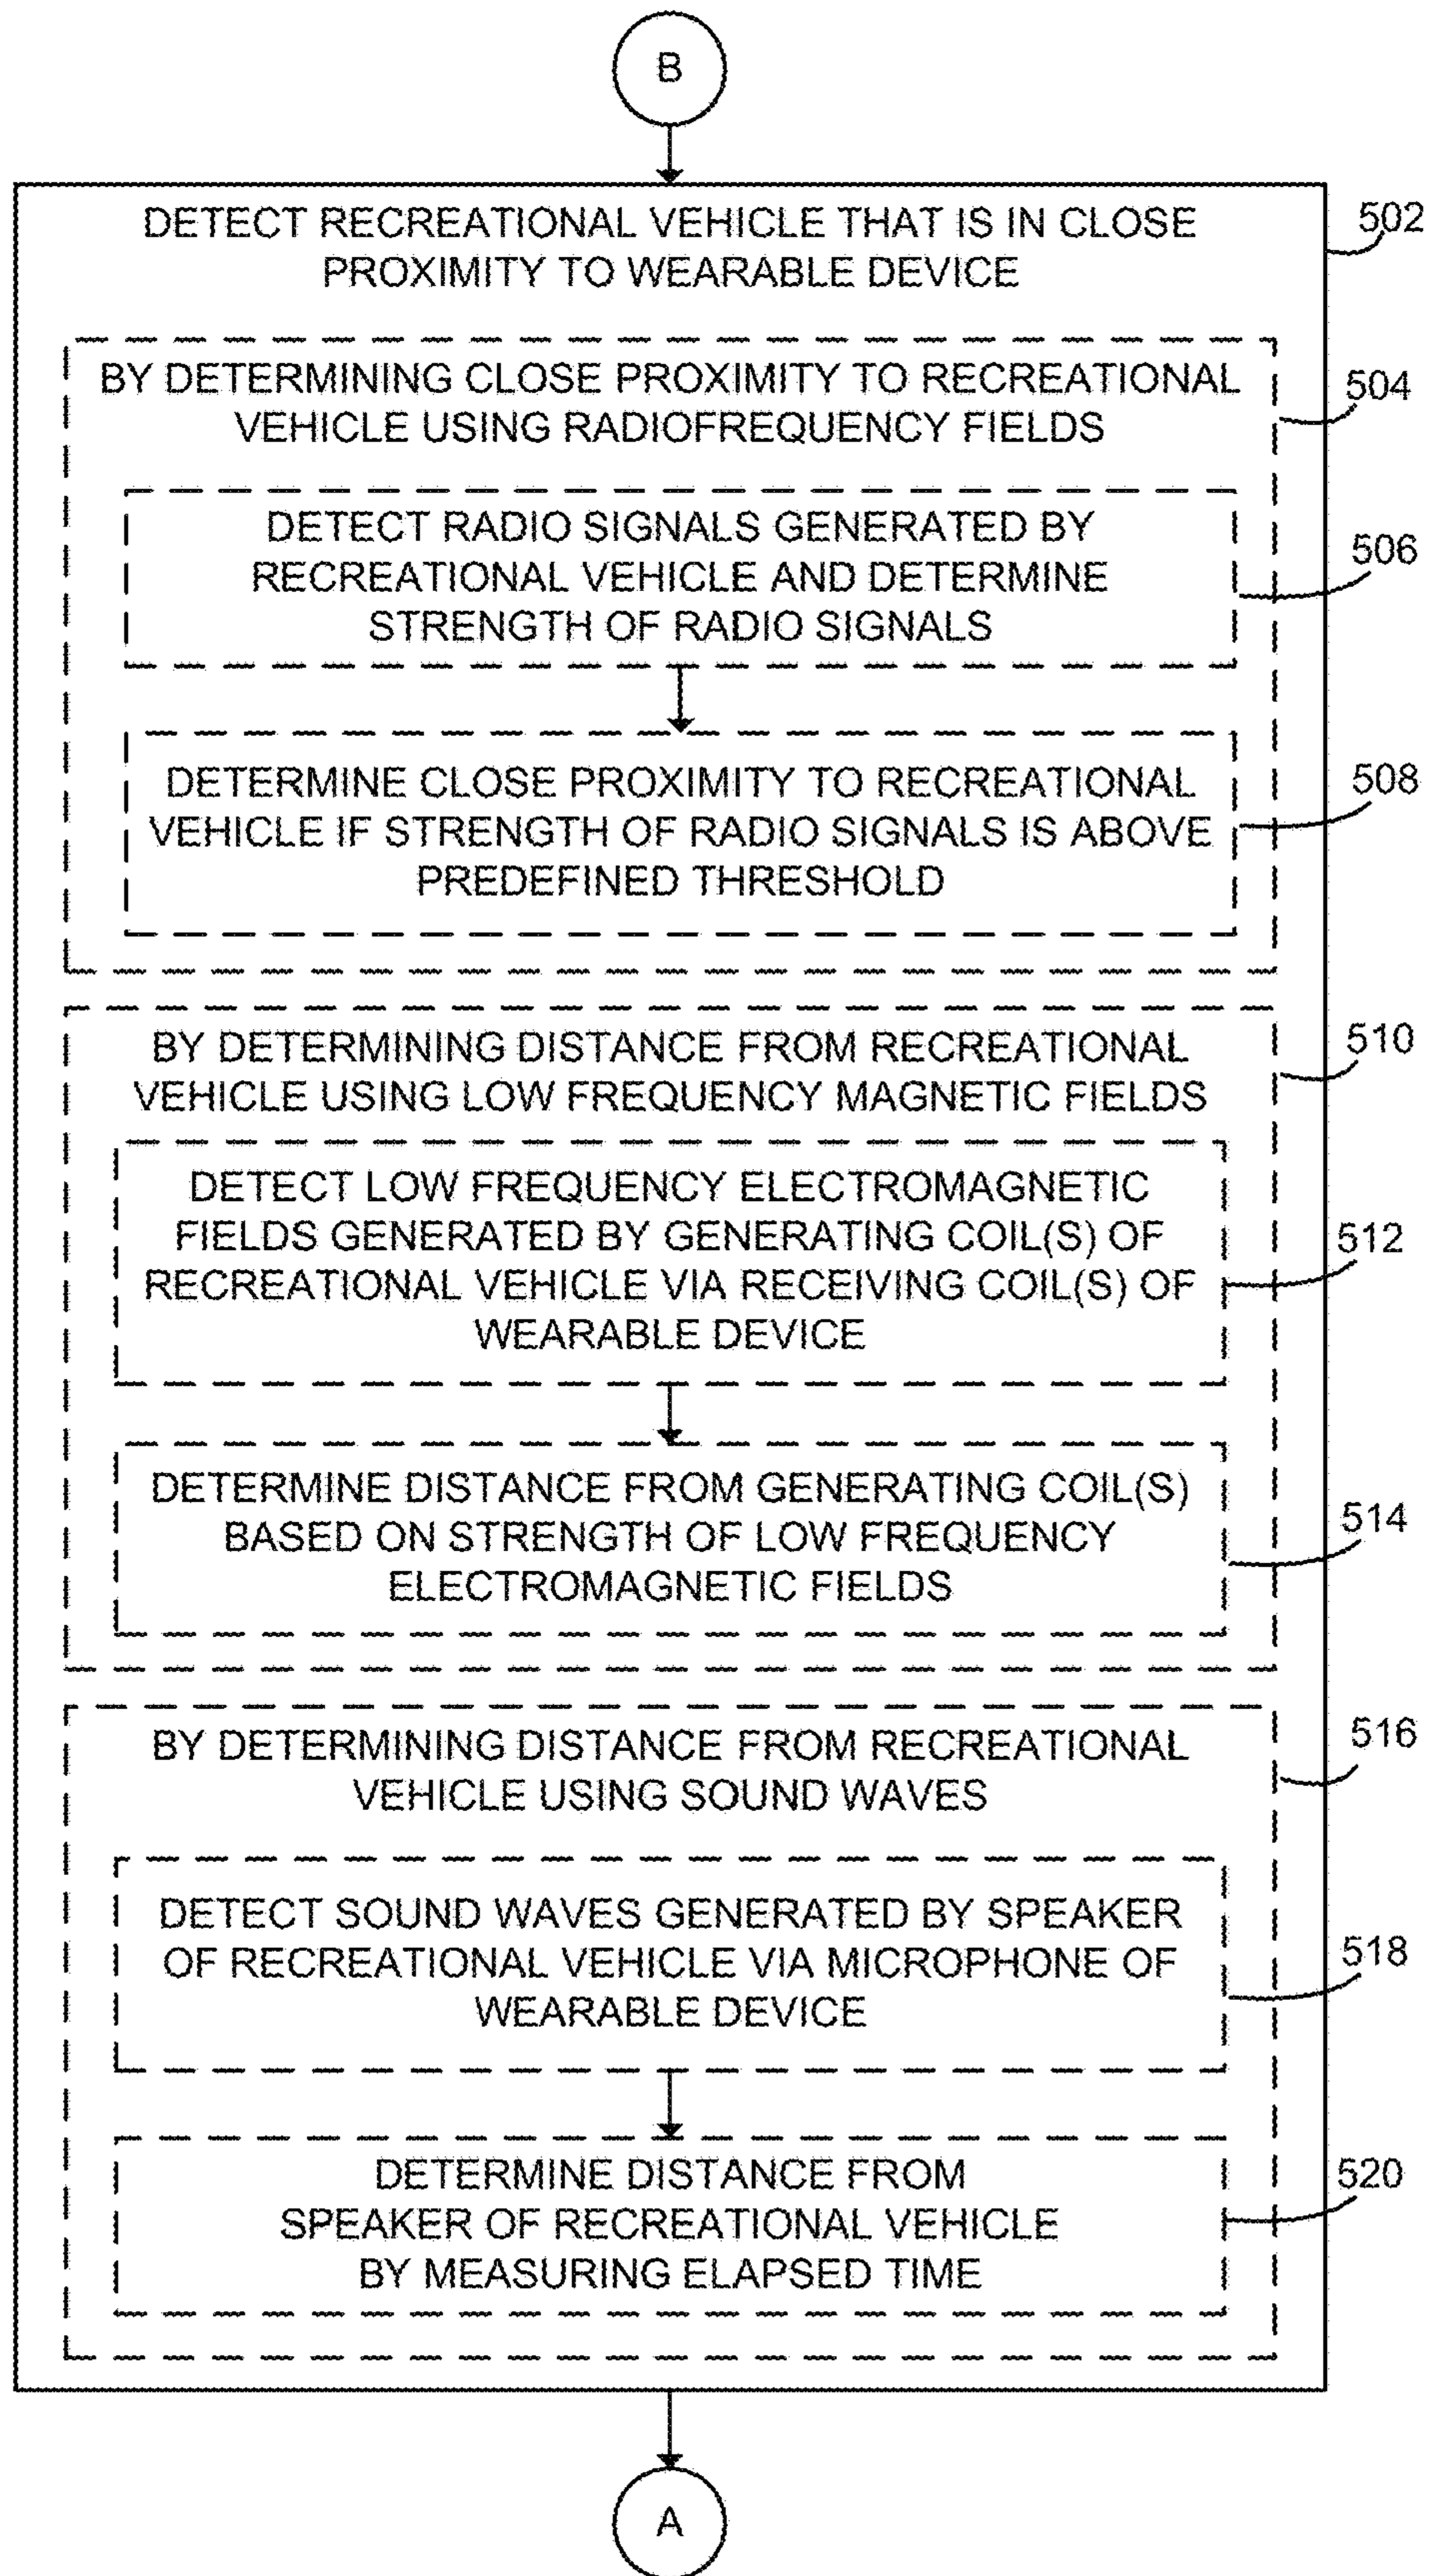 B
DETECT RECREATIONAL VEHICLE THAT IS IN CLOSE
PROXIMITY TO WEARABLE DEVICE
502
BY DETERMINING CLOSE PROXIMITY TO RECREATIONAL
VEHICLE USING RADIOFREQUENCY FIELDS
504
DETECT RADIO SIGNALS GENERATED BY
RECREATIONAL VEHICLE AND DETERMINE
STRENGTH OF RADIO SIGNALS
506
DETERMINE CLOSE PROXIMITY TO RECREATIONAL
VEHICLE IF STRENGTH OF RADIO SIGNALS IS ABOVE
PREDEFINED THRESHOLD
508
BY DETERMINING DISTANCE FROM RECREATIONAL
VEHICLE USING LOW FREQUENCY MAGNETIC FIELDS
510
DETECT LOW FREQUENCY ELECTROMAGNETIC
FIELDS GENERATED BY GENERATING COIL(S) OF
RECREATIONAL VEHICLE VIA RECEIVING COIL(S) OF
WEARABLE DEVICE
512
DETERMINE DISTANCE FROM GENERATING COIL(S)
BASED ON STRENGTH OF LOW FREQUENCY
ELECTROMAGNETIC FIELDS
514
BY DETERMINING DISTANCE FROM RECREATIONAL
VEHICLE USING SOUND WAVES
516
DETECT SOUND WAVES GENERATED BY SPEAKER
OF RECREATIONAL VEHICLE VIA MICROPHONE OF
WEARABLE DEVICE
518
DETERMINE DISTANCE FROM
SPEAKER OF RECREATIONAL VEHICLE
BY MEASURING ELAPSED TIME
520
A